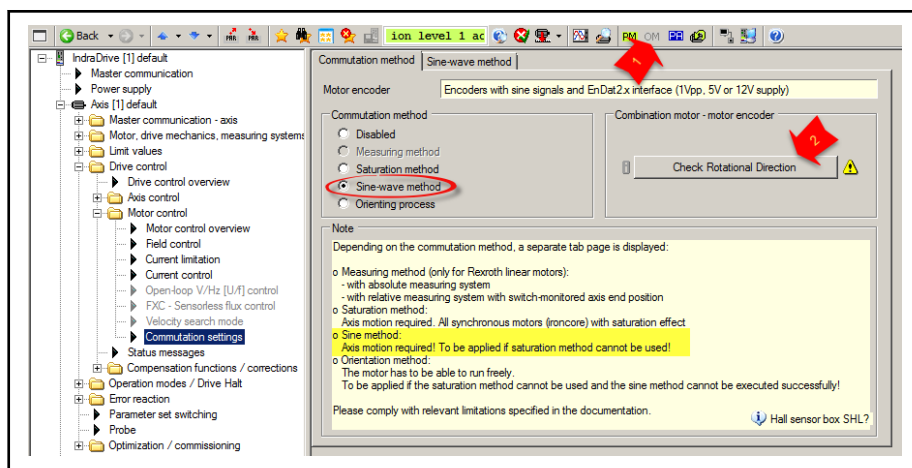 Back
PM OM
ion level 1 ac
1
IndraDrive [1] default
Master communication
Power supply
Axis [1] default
Master communication - axis
Motor, drive mechanics, measuring systems
Limit values
Drive control
Drive control overview
Axis control
Motor control
Motor control overview
Field control
Current limitation
Current control
Open-loop V/Hz [U/f] control
FXC - Sensorless flux control
Velocity search mode
Commutation settings
Status messages
Compensation functions / corrections
Operation modes / Drive Halt
Error reaction
Parameter set switching
Probe
Optimization / commissioning
Commutation method Sine-wave method
Motor encoder Encoders with sine signals and EnDat2.x interface (1Vpp, 5V or 12V supply)
Commutation method
Disabled
Measuring method
Saturation method
Sine-wave method
Orienting process
Combination motor - motor encoder
2
Check Rotational Direction
Note
Depending on the commutation method, a separate tab page is displayed:
o Measuring method (only for Rexroth linear motors):
- with absolute measuring system
- with relative measuring system with switch-monitored axis end position
o Saturation method:
Axis motion required. All synchronous motors (ironcore) with saturation effect
o Sine method:
Axis motion required! To be applied if saturation method cannot be used!
o Orientation method:
The motor has to be able to run freely.
To be applied if the saturation method cannot be used and the sine method cannot be executed successfully!
Please comply with relevant limitations specified in the documentation.
Hall sensor box SHL?